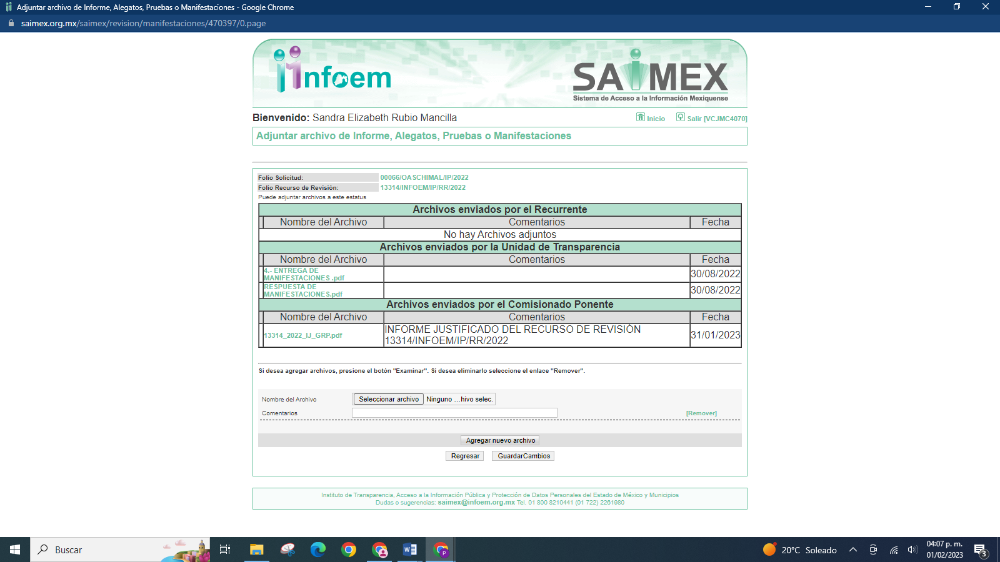 Adjuntar archivo de Informe, Alegatos, Pruebas o Manifestaciones - Google Chrome
saimex.org.mx/saimex/revision/manifestaciones/470397/0.page
infoem
SAIMEX
Sistema de Acceso a la Información Mexiquense
Bienvenido: Sandra Elizabeth Rubio Mancilla
Inicio Salir [VCJMC4070]
Adjuntar archivo de Informe, Alegatos, Pruebas o Manifestaciones
Folio Solicitud: 00066/OASCHIMAL/IP/2022
Folio Recurso de Revisión: 13314/INFOEM/IP/RR/2022
Puede adjuntar archivos a este estatus
Archivos enviados por el Recurrente
Nombre del Archivo Comentarios Fecha
No hay Archivos adjuntos
Archivos enviados por la Unidad de Transparencia
Nombre del Archivo Comentarios Fecha
4.- ENTREGA DE
MANIFESTACIONES .pdf 30/08/2022
RESPUESTA DE
MANIFESTACIONES.pdf 30/08/2022
Archivos enviados por el Comisionado Ponente
Nombre del Archivo Comentarios Fecha
13314_2022_IJ_GRP.pdf INFORME JUSTIFICADO DEL RECURSO DE REVISIÓN
13314/INFOEM/IP/RR/2022 31/01/2023
Si desea agregar archivos, presione el botón "Examinar". Si desea eliminarlo seleccione el enlace "Remover".
Nombre del Archivo Seleccionar archivo Ninguno ...hivo selec.
Comentarios [Remover]
Agregar nuevo archivo
Regresar GuardarCambios
Instituto de Transparencia, Acceso a la Información Pública y Protección de Datos Personales del Estado de México y Municipios
Dudas o sugerencias: saimex@infoem.org.mx Tel. 01 800 8210441 (01 722) 2261980
Buscar
20°C Soleado
04:07 p. m.
01/02/2023
3